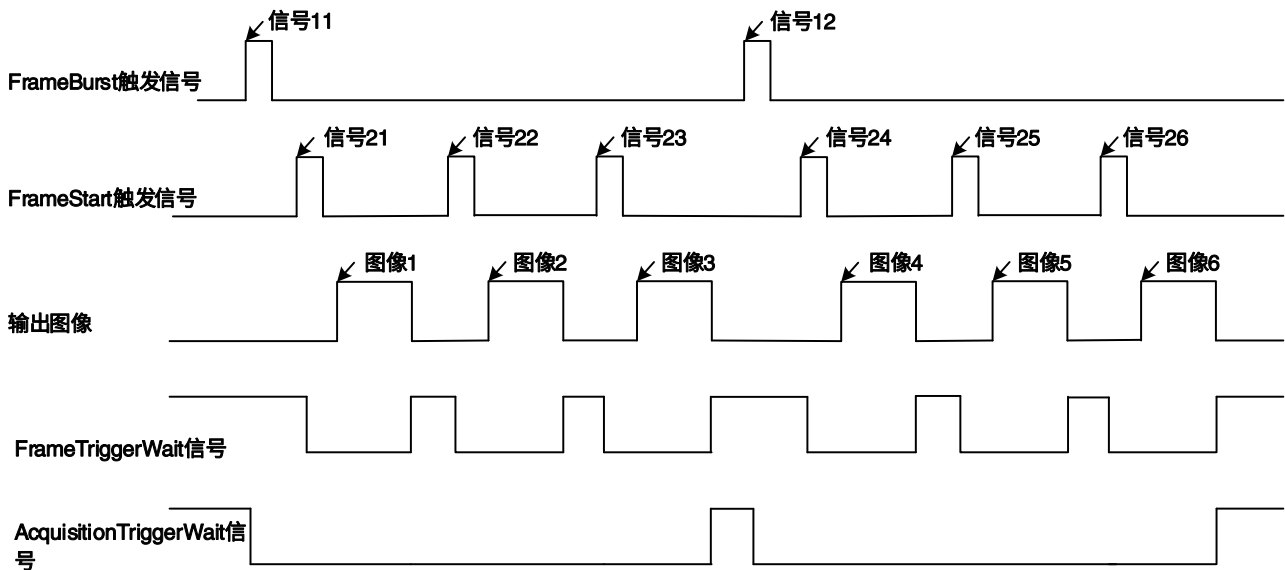 信号11
信号12
FrameBurst触发信号
信号21
信号22
信号23
信号24
信号25
信号26
FrameStart触发信号
图像1
图像2
图像3
图像4
图像5
图像6
输出图像
FrameTriggerWait信号
AcquisitionTriggerWait信
号